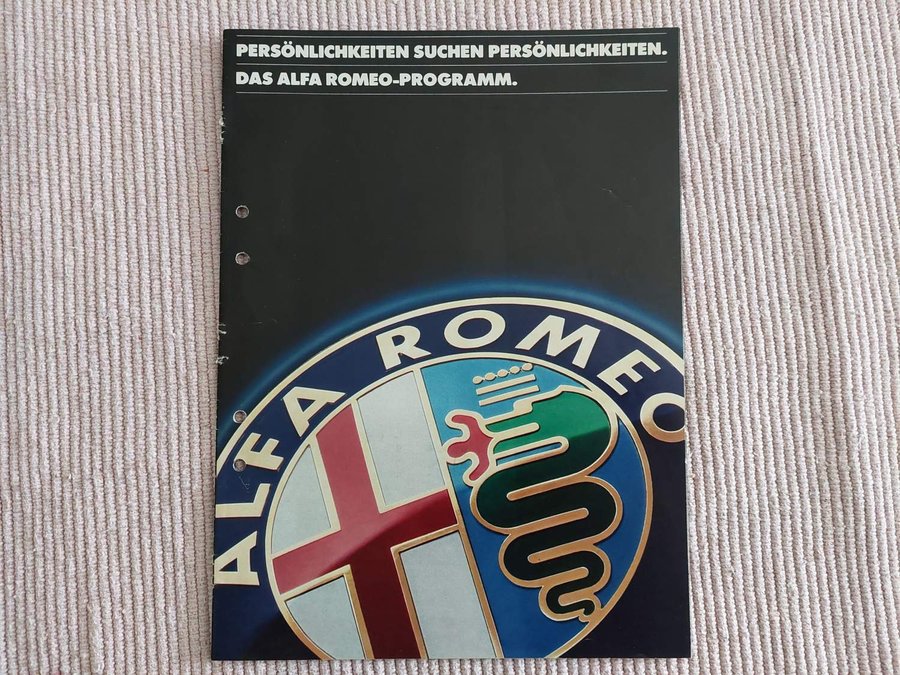 PERSÖNLICHKEITEN SUCHEN PERSÖNLICHKEITEN.
DAS ALFA ROMEO-PROGRAMM.
ALFA ROMEO